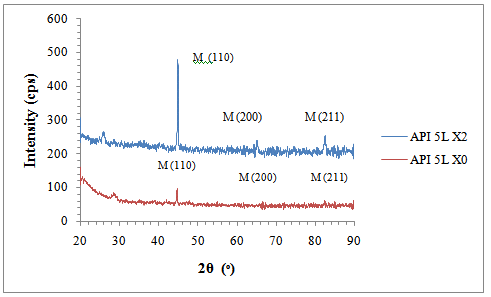 600
500
400
300
200
100
0
Intensity (cps)
M (110)
M (200)
M (211)
M (110)
M (200)
M (211)
API 5L X2
API 5L X0
20 30 40 50 60 70 80 90
2θ (º)